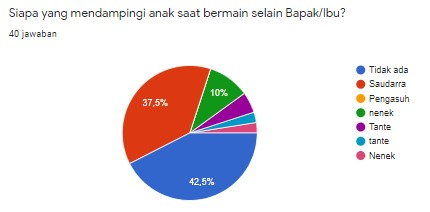 Siapa yang mendampingi anak saat bermain selain Bapak/Ibu?
40 jawaban
37,5%
10%
42,5%
Tidak ada
Saudarra
Pengasuh
nenek
Tante
tante
Nenek